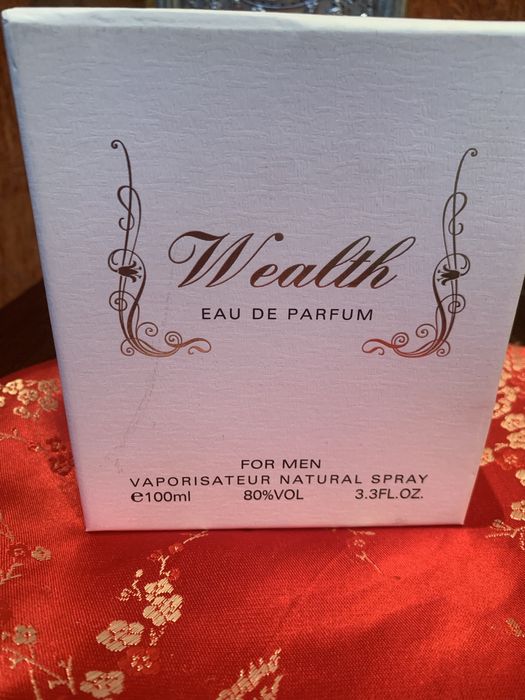 Wealth
EAU DE PARFUM
FOR MEN
VAPORISATEUR NATURAL SPRAY
℮100ml 80%VOL 3.3FL.OZ.